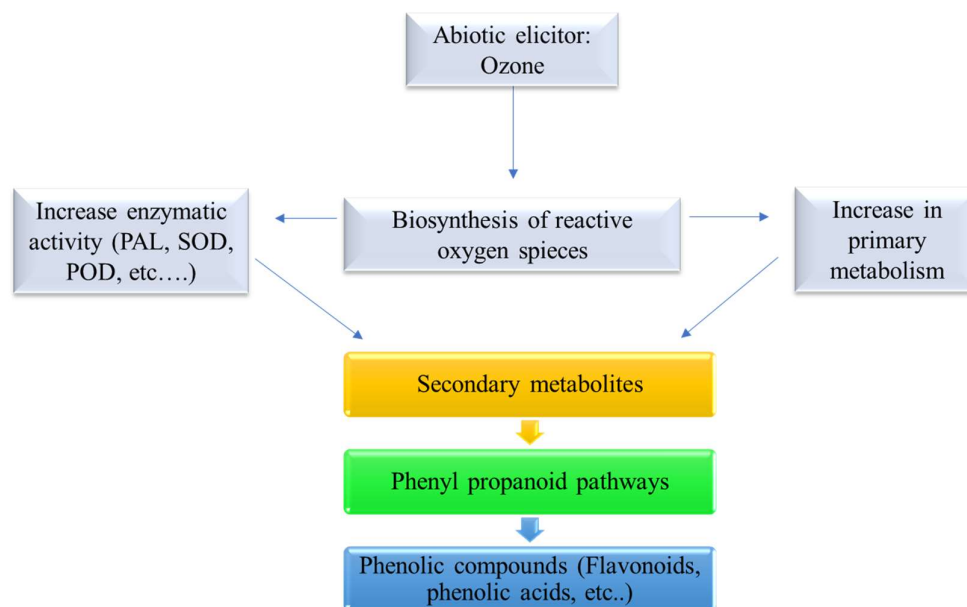 Abiotic elicitor:
Ozone
Increase enzymatic
activity (PAL, SOD,
POD, etc….)
Biosynthesis of reactive
oxygen spieces
Increase in
primary
metabolism
Secondary metabolites
Phenyl propanoid pathways
Phenolic compounds (Flavonoids,
phenolic acids, etc..)